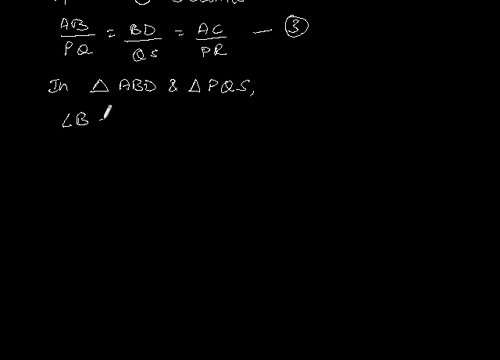 AB/PQ = BD/QS = AC/PR — ③
In △ ABD & △ PQS,
∠B -